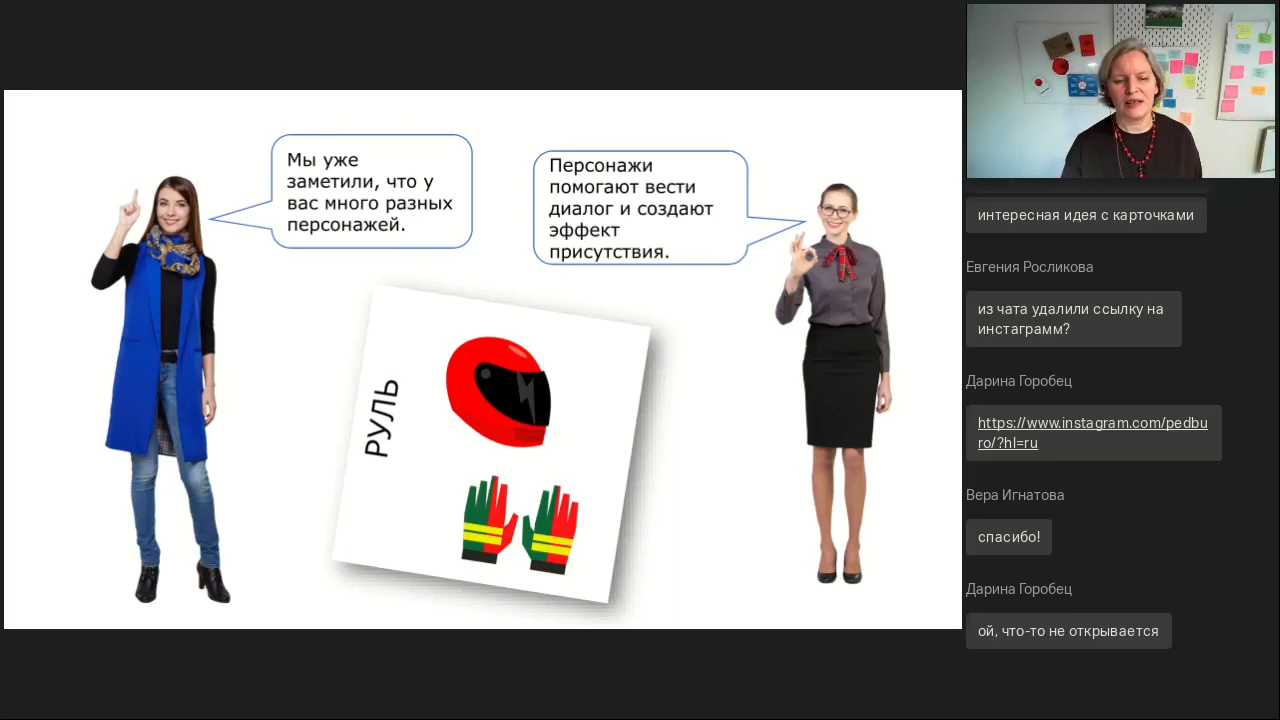 Мы уже
заметили, что у
вас много разных
персонажей.
Персонажи
помогают вести
диалог и создают
эффект
присутствия.
РУЛЬ
интересная идея с карточками
Евгения Росликова
из чата удалили ссылку на
инстаграмм?
Дарина Горобец
https://www.instagram.com/pedbu
ro/?hl=ru
Вера Игнатова
спасибо!
Дарина Горобец
ой, что-то не открывается